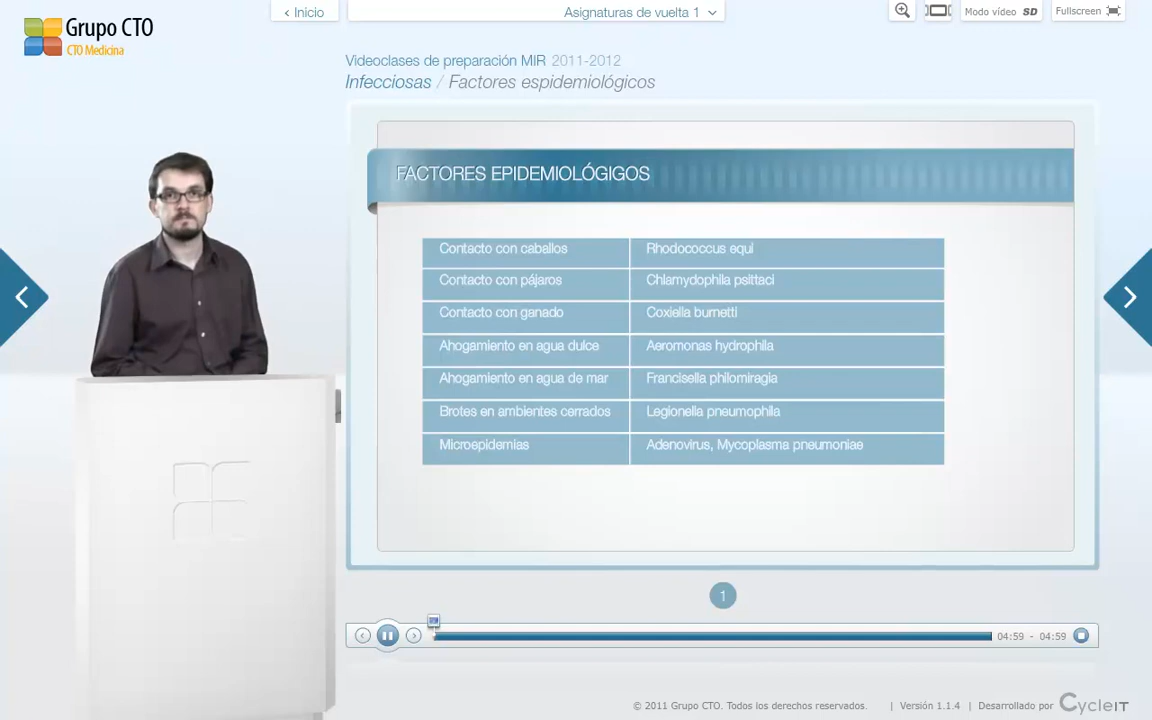 Grupo CTO
CTO Medicina
‹ Inicio
Asignaturas de vuelta 1
Modo vídeo SD
Fullscreen
Videoclases de preparación MIR 2011-2012
Infecciosas / Factores espidemiológicos
FACTORES EPIDEMIOLÓGIGOS
Contacto con caballos Rhodococcus equi
Contacto con pájaros Chlamydophila psittaci
Contacto con ganado Coxiella burnetti
Ahogamiento en agua dulce Aeromonas hydrophila
Ahogamiento en agua de mar Francisella philomiragia
Brotes en ambientes cerrados Legionella pneumophila
Microepidemías Adenovirus, Mycoplasma pneumoniae
1
04:59 - 04:59
© 2011 Grupo CTO. Todos los derechos reservados. | Versión 1.1.4 | Desarrollado por CycleIT